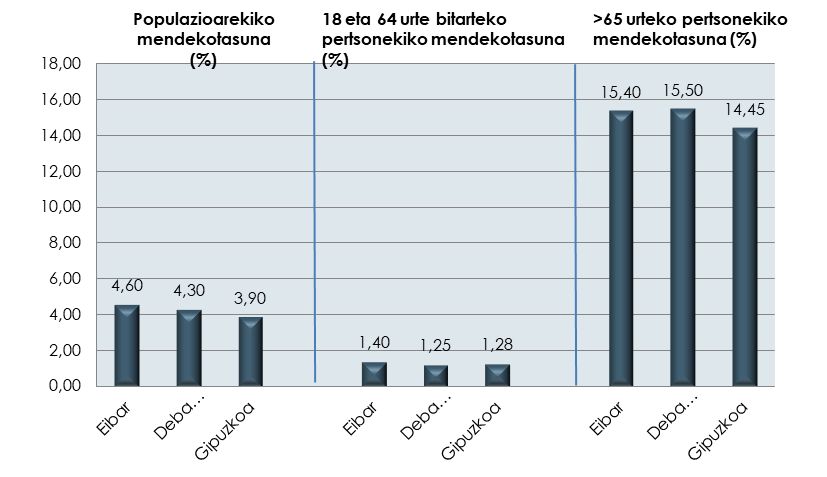 Populazioarekiko
mendekotasuna
(%)
18 eta 64 urte bitarteko
pertsonekiko mendekotasuna
(%)
>65 urteko pertsonekiko
mendekotasuna (%)
18,00
16,00
14,00
12,00
10,00
8,00
6,00
4,00
2,00
0,00
4,60
4,30
3,90
1,40
1,25
1,28
15,40
15,50
14,45
Eibar
Deba...
Gipuzkoa
Eibar
Deba...
Gipuzkoa
Eibar
Deba...
Gipuzkoa